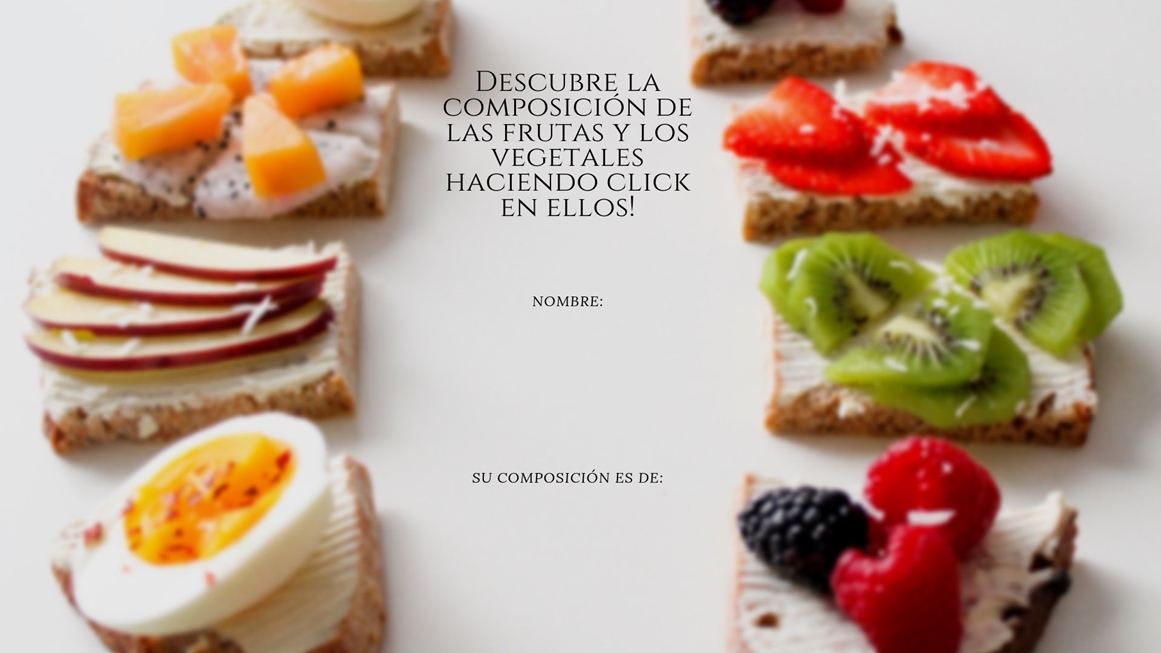 Descubre la
composición de
las frutas y los
vegetales
haciendo click
en ellos!
NOMBRE:
SU COMPOSICIÓN ES DE: